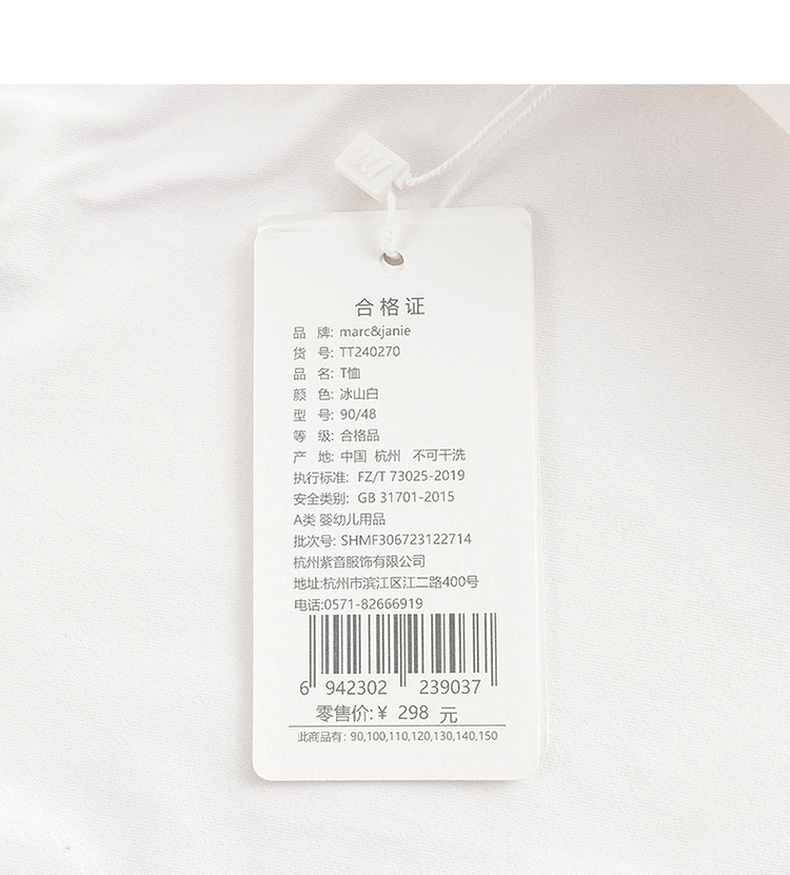 合格证
品 牌: marc&janie
货 号: TT240270
品 名: T恤
颜 色: 冰山白
型 号: 90/48
等 级: 合格品
产 地: 中国 杭州 不可干洗
执行标准: FZ/T 73025-2019
安全类别: GB 31701-2015
A类 婴幼儿用品
批次号: SHMF306723122714
杭州紫音服饰有限公司
地址:杭州市滨江区江二路400号
电话:0571-82666919
6 942302 239037
零售价:¥ 298 元
此商品有: 90,100,110,120,130,140,150